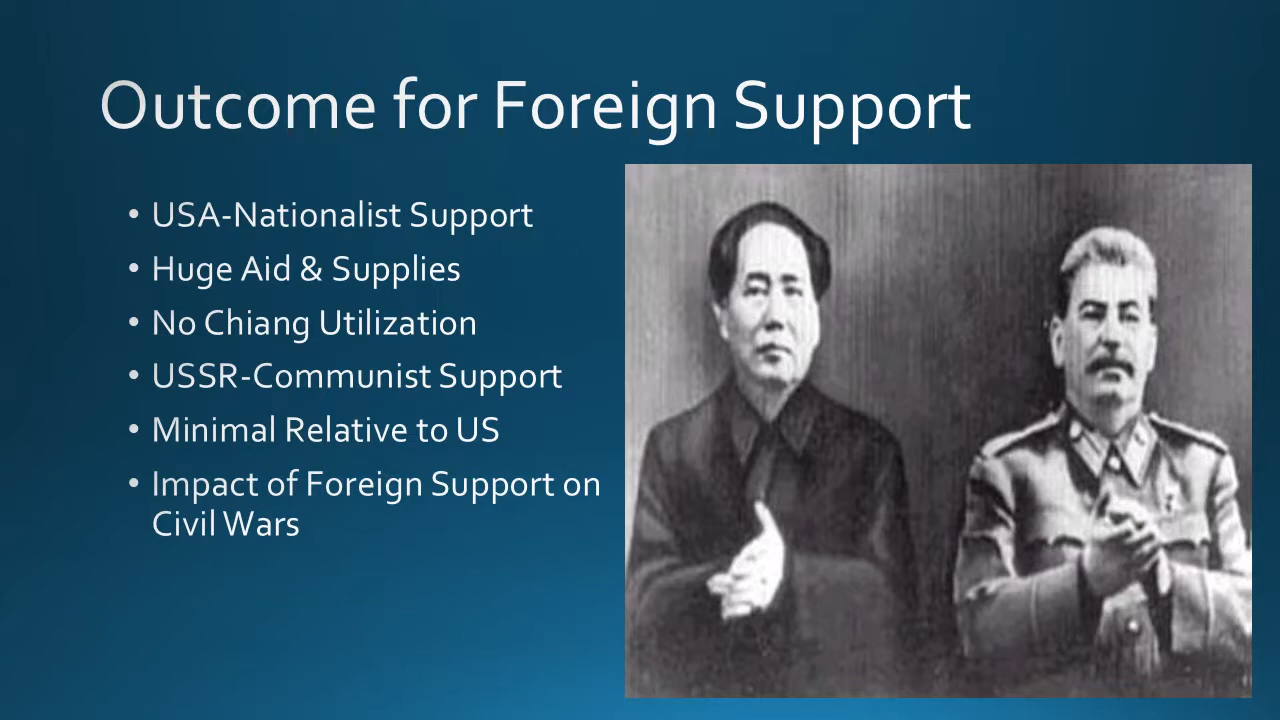 Outcome for Foreign Support
• USA-Nationalist Support
• Huge Aid & Supplies
• No Chiang Utilization
• USSR-Communist Support
• Minimal Relative to US
• Impact of Foreign Support on
Civil Wars